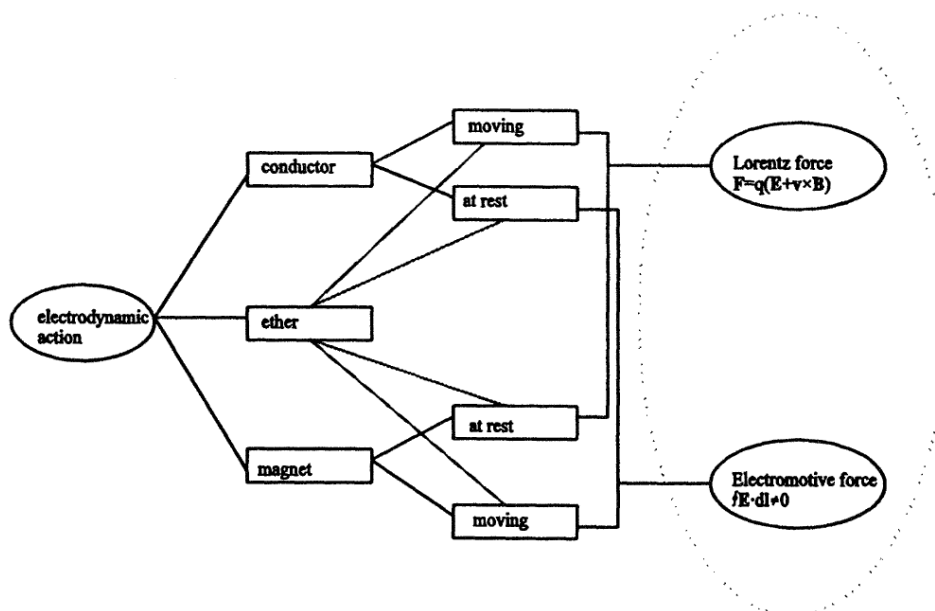 moving
conductor
Lorentz force
F=q(E+v×B)
at rest
electrodynamic
action
ether
at rest
magnet
Electromotive force
∮E·dl≠0
moving